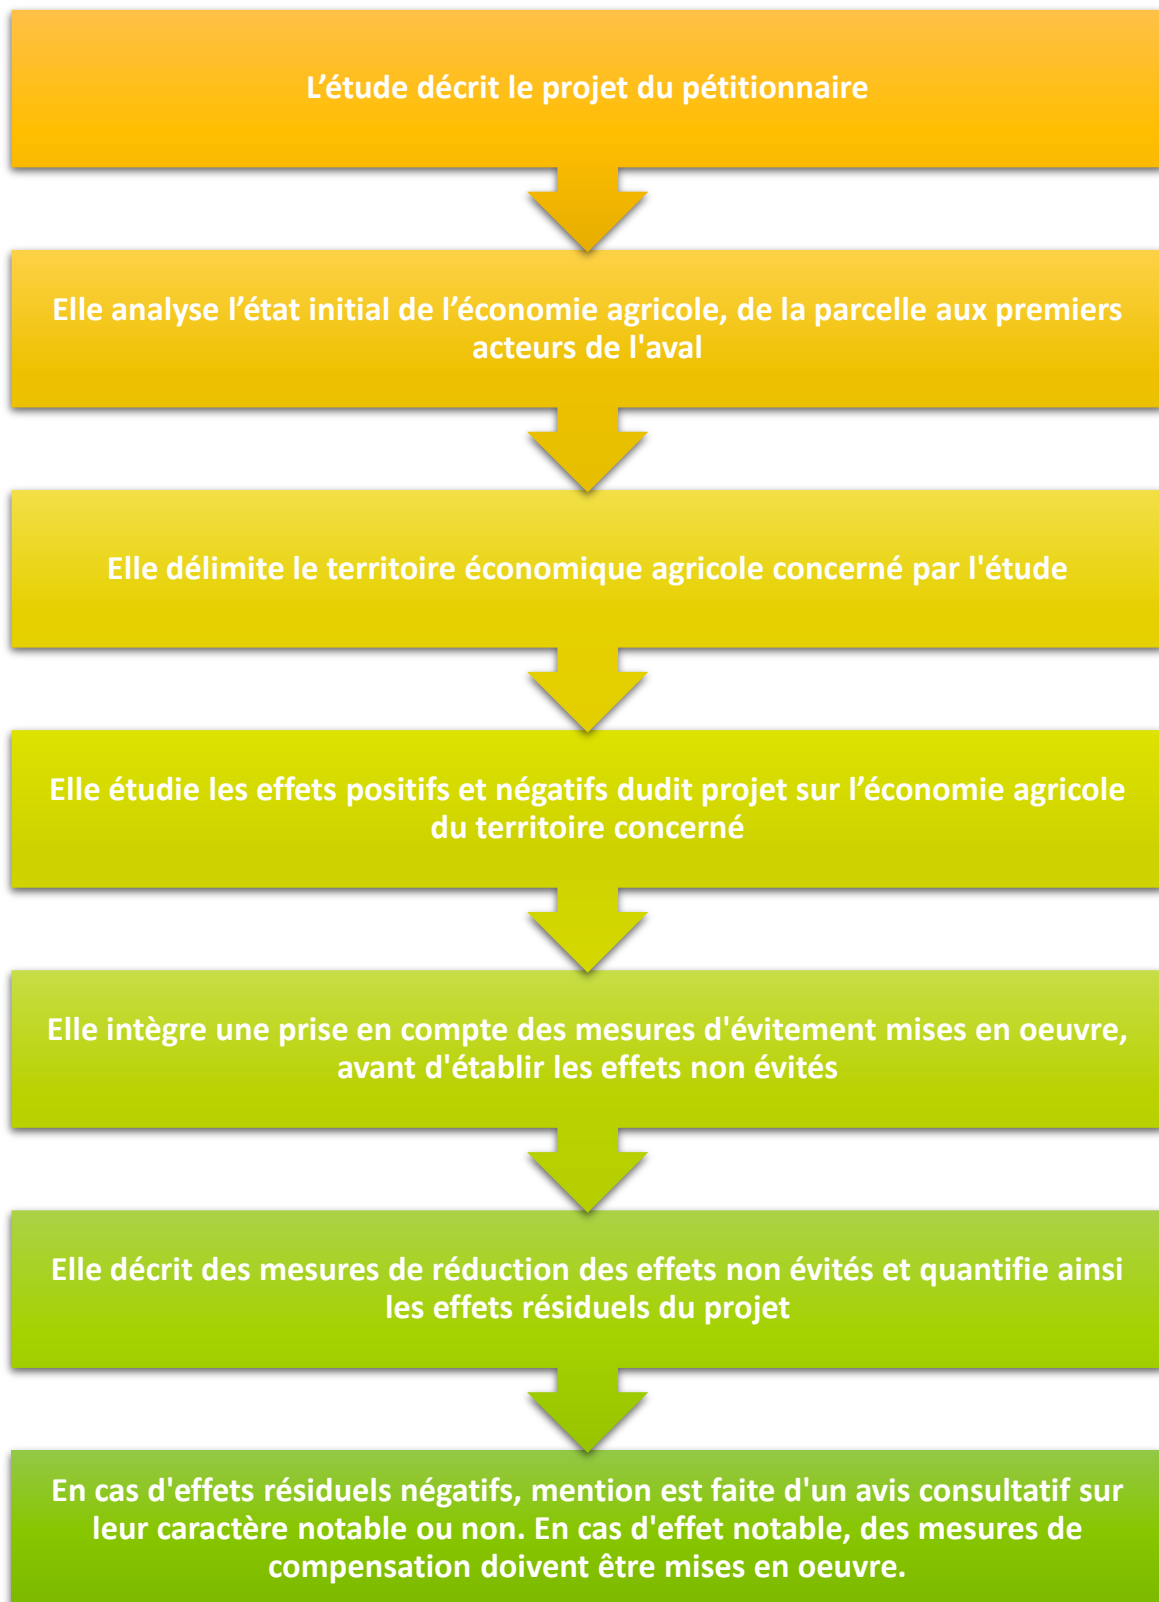 L’étude décrit le projet du pétitionnaire
Elle analyse l’état initial de l’économie agricole, de la parcelle aux premiers
acteurs de l'aval
Elle délimite le territoire économique agricole concerné par l'étude
Elle étudie les effets positifs et négatifs dudit projet sur l’économie agricole
du territoire concerné
Elle intègre une prise en compte des mesures d'évitement mises en oeuvre,
avant d'établir les effets non évités
Elle décrit des mesures de réduction des effets non évités et quantifie ainsi
les effets résiduels du projet
En cas d'effets résiduels négatifs, mention est faite d'un avis consultatif sur
leur caractère notable ou non. En cas d'effet notable, des mesures de
compensation doivent être mises en oeuvre.